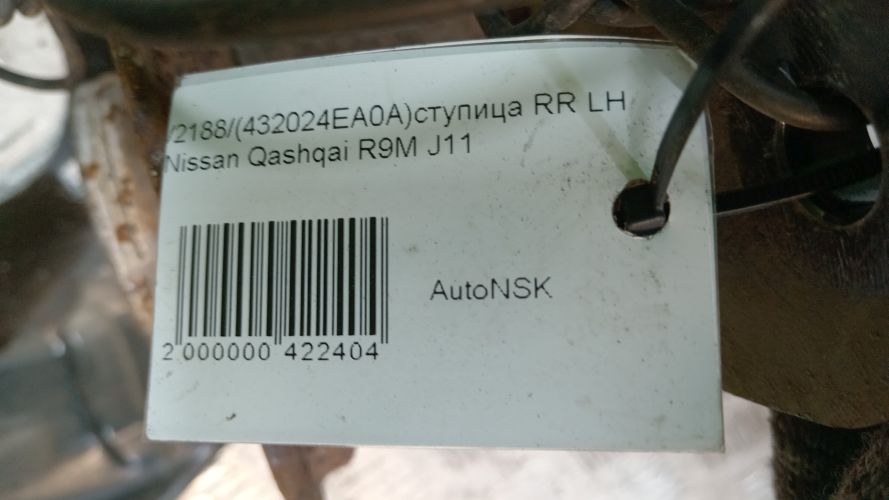 /2188/(432024EA0A)ступица RR LH
Nissan Qashqai R9M J11
AutoNSK
2 000000 422404